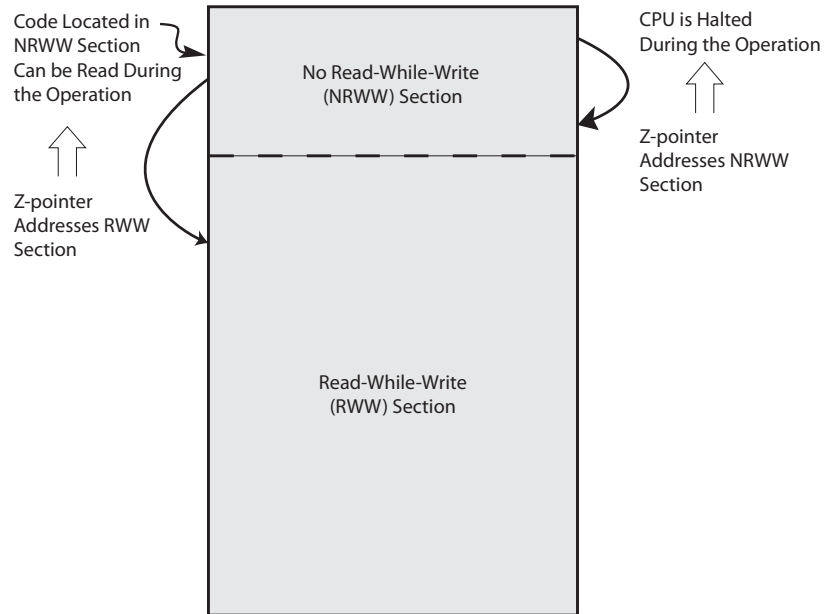 Code Located in
NRWW Section
Can be Read During
the Operation
Z-pointer
Addresses RWW
Section
No Read-While-Write
(NRWW) Section
Read-While-Write
(RWW) Section
CPU is Halted
During the Operation
Z-pointer
Addresses NRWW
Section